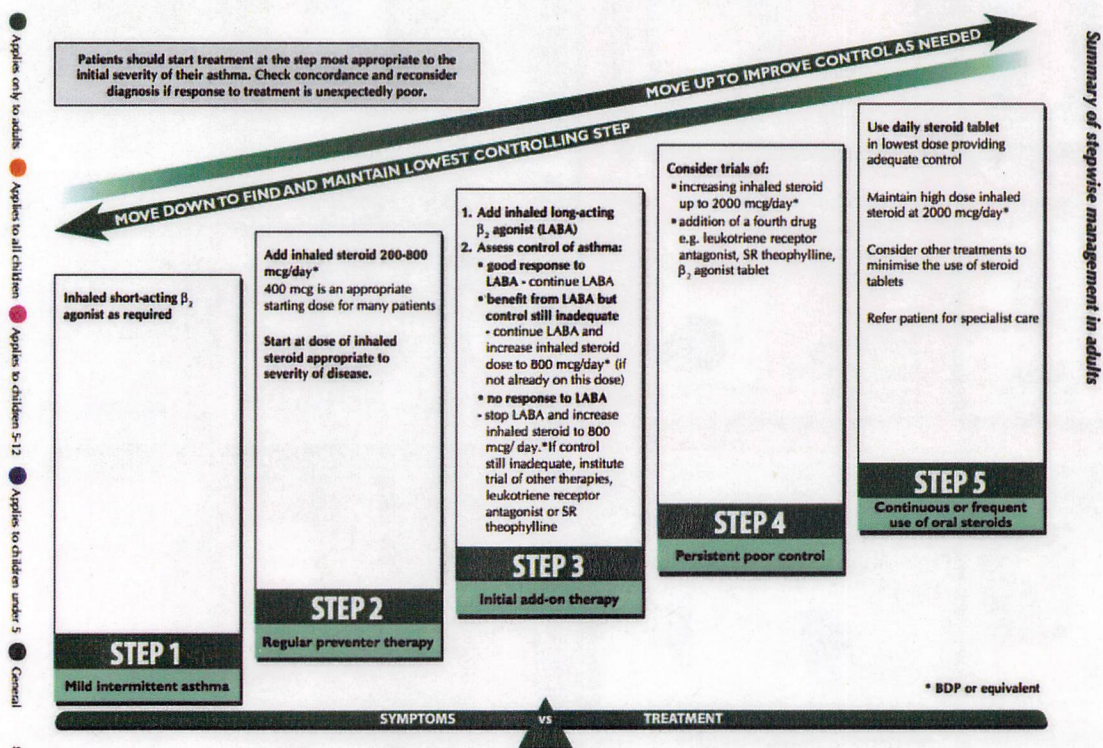 Summary of stepwise management in adults
Patients should start treatment at the step most appropriate to the
initial severity of their asthma. Check concordance and reconsider
diagnosis if response to treatment is unexpectedly poor.
MOVE UP TO IMPROVE CONTROL AS NEEDED
MOVE DOWN TO FIND AND MAINTAIN LOWEST CONTROLLING STEP
Inhaled short-acting β₂
agonist as required
STEP 1
Mild intermittent asthma
Add inhaled steroid 200-800
mcg/day*
400 mcg is an appropriate
starting dose for many patients
Start at dose of inhaled
steroid appropriate to
severity of disease.
STEP 2
Regular preventer therapy
1. Add inhaled long-acting
β₂ agonist (LABA)
2. Assess control of asthma:
• good response to
LABA - continue LABA
• benefit from LABA but
control still inadequate
- continue LABA and
increase inhaled steroid
dose to 800 mcg/day* (if
not already on this dose)
• no response to LABA
- stop LABA and increase
inhaled steroid to 800
mcg/ day.*If control
still inadequate, institute
trial of other therapies,
leukotriene receptor
antagonist or SR
theophylline
STEP 3
Initial add-on therapy
Consider trials of:
• increasing inhaled steroid
up to 2000 mcg/day*
• addition of a fourth drug
e.g. leukotriene receptor
antagonist, SR theophylline,
β₂ agonist tablet
STEP 4
Persistent poor control
Use daily steroid tablet
in lowest dose providing
adequate control
Maintain high dose inhaled
steroid at 2000 mcg/day*
Consider other treatments to
minimise the use of steroid
tablets
Refer patient for specialist care
STEP 5
Continuous or frequent
use of oral steroids
* BDP or equivalent
SYMPTOMS vs TREATMENT
Applies only to adults Applies to all children Applies to children 5-12 Applies to children under 5 General